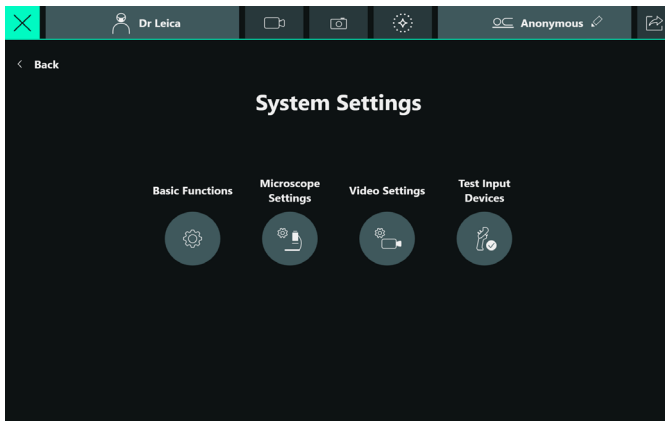 Dr Leica
Anonymous
Back
System Settings
Basic Functions
Microscope
Settings
Video Settings
Test Input
Devices